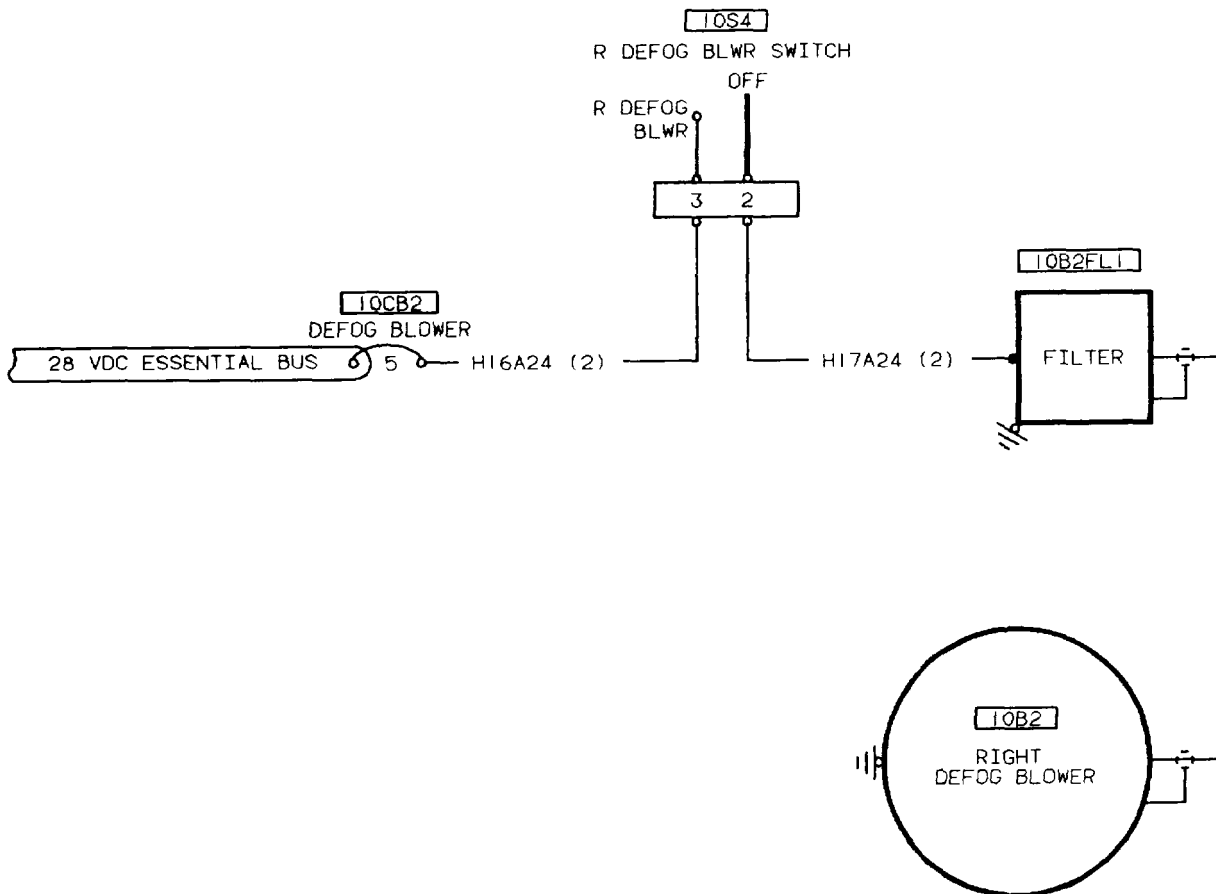 10S4
R DEFOG BLWR SWITCH
OFF
R DEFOG
BLWR
3 2
10B2FL1
10CB2
DEFOG BLOWER
28 VDC ESSENTIAL BUS
5
H16A24 (2)
H17A24 (2)
FILTER
10B2
RIGHT
DEFOG BLOWER